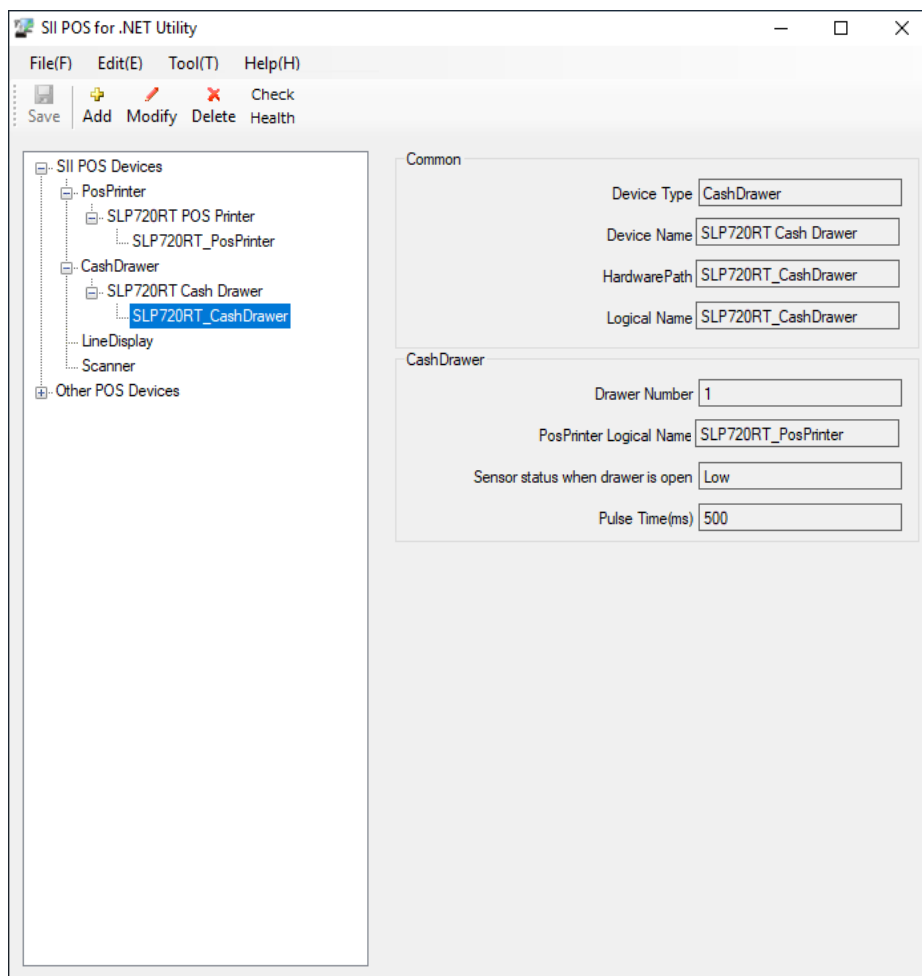 SII POS for .NET Utility
File(F) Edit(E) Tool(T) Help(H)
Save Add Modify Delete Check Health
SII POS Devices
PosPrinter
SLP720RT POS Printer
SLP720RT_PosPrinter
CashDrawer
SLP720RT Cash Drawer
SLP720RT_CashDrawer
LineDisplay
Scanner
Other POS Devices
Common
Device Type CashDrawer
Device Name SLP720RT Cash Drawer
HardwarePath SLP720RT_CashDrawer
Logical Name SLP720RT_CashDrawer
CashDrawer
Drawer Number 1
PosPrinter Logical Name SLP720RT_PosPrinter
Sensor status when drawer is open Low
Pulse Time(ms) 500